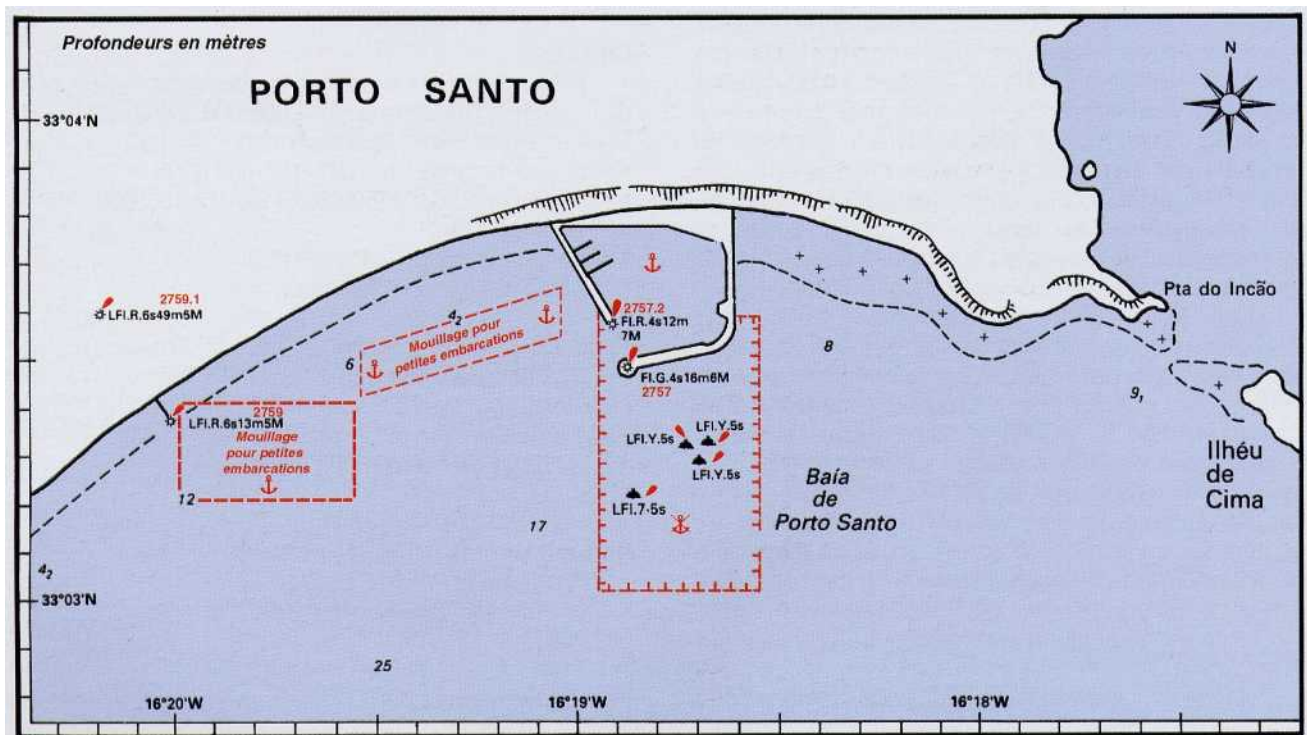 Profondeurs en mètres
PORTO SANTO
N
33°04'N
Pta do Incão
2759.1
LFl.R.6s49m5M
4₂
Mouillage pour
petites embarcations
6
2757.2
Fl.R.4s12m
7M
Fl.G.4s16m6M
2757
8
9₁
2759
LFl.R.6s13m5M
Mouillage
pour petites
embarcations
12
LFl.Y.5s
LFl.Y.5s
LFl.Y.5s
LFl.7·5s
Baía
de
Porto Santo
Ilhéu
de
Cima
17
4₂
33°03'N
25
16°20'W
16°19'W
16°18'W